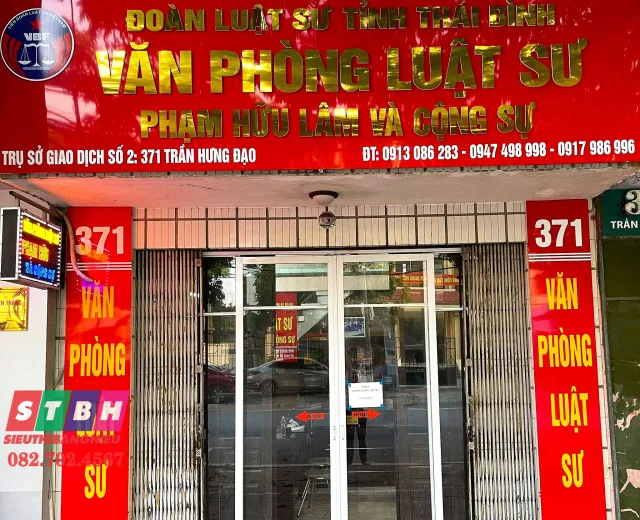 VBF
ĐOÀN LUẬT SƯ TỈNH THÁI BÌNH
VĂN PHÒNG LUẬT SƯ
PHẠM HỮU LÂM VÀ CỘNG SỰ
TRỤ SỞ GIAO DỊCH SỐ 2: 371 TRẦN HƯNG ĐẠO
ĐT: 0913 086 283 - 0947 498 998 - 0917 986 996
371
VĂN
PHÒNG
SƯ
371
VĂN
PHÒNG
LUẬT
SƯ
TRẦN
STBH
SIEUTHIBANGHIEU
082.702.4567